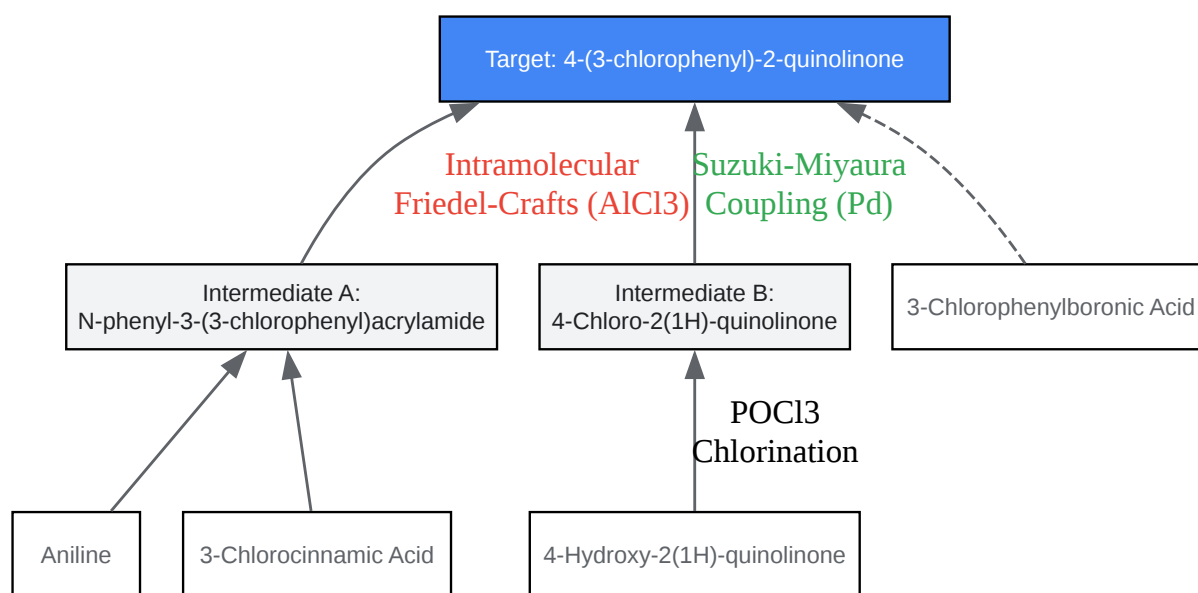 Target: 4-(3-chlorophenyl)-2-quinolinone
Intramolecular
Friedel-Crafts (AlCl3)
Suzuki-Miyaura
Coupling (Pd)
Intermediate A:
N-phenyl-3-(3-chlorophenyl)acrylamide
Intermediate B:
4-Chloro-2(1H)-quinolinone
3-Chlorophenylboronic Acid
POCl3
Chlorination
Aniline
3-Chlorocinnamic Acid
4-Hydroxy-2(1H)-quinolinone